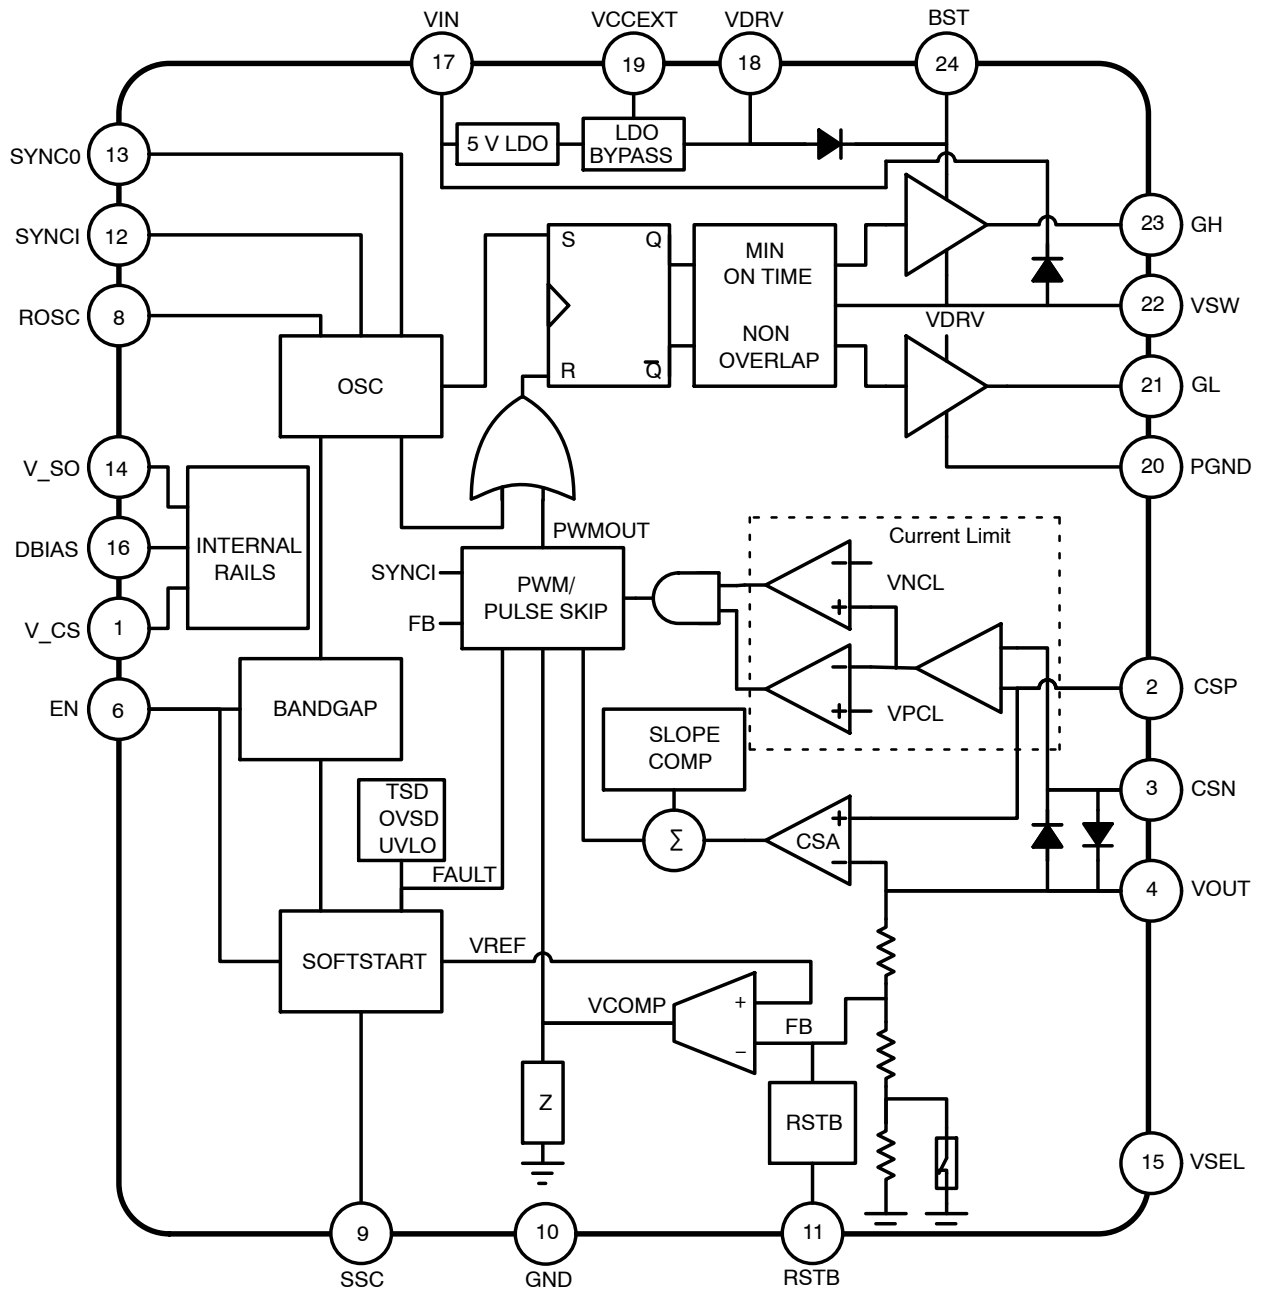 VIN
VCCEXT
VDRV
BST
17
19
18
24
5 V LDO
LDO
BYPASS
SYNC0
13
SYNCI
12
ROSC
8
S
Q
R
Q̅
MIN
ON TIME
NON
OVERLAP
23
GH
22
VSW
VDRV
21
GL
20
PGND
OSC
V_SO
14
DBIAS
16
V_CS
1
INTERNAL
RAILS
PWMOUT
SYNCI
FB
PWM/
PULSE SKIP
Current Limit
VNCL
VPCL
−
+
−
+
2
CSP
EN
6
BANDGAP
SLOPE
COMP
3
CSN
TSD
OVSD
UVLO
FAULT
Σ
CSA
+
−
4
VOUT
SOFTSTART
VREF
VCOMP
+
−
FB
Z
RSTB
15
VSEL
9
10
11
SSC
GND
RSTB